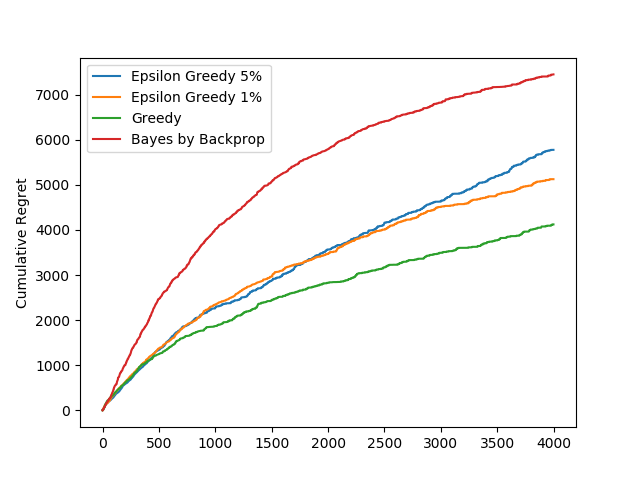 Epsilon Greedy 5%
Epsilon Greedy 1%
Greedy
Bayes by Backprop
Cumulative Regret
7000
6000
5000
4000
3000
2000
1000
0
0 500 1000 1500 2000 2500 3000 3500 4000